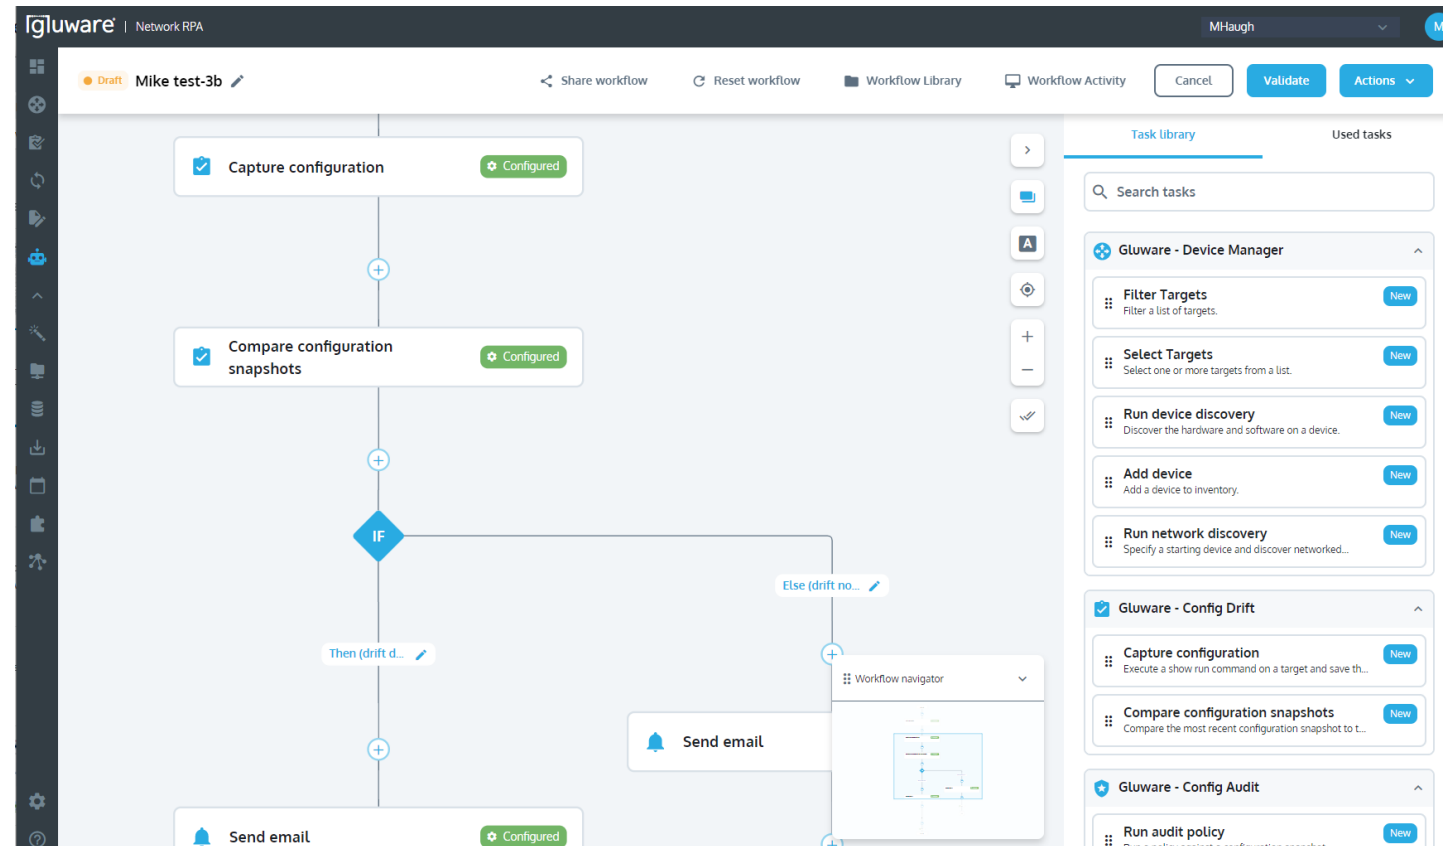 gluware | Network RPA
MHaugh
M
Draft
Mike test-3b
Share workflow
Reset workflow
Workflow Library
Workflow Activity
Cancel
Validate
Actions
Capture configuration
Configured
Compare configuration
snapshots
Configured
IF
Else (drift no...
Then (drift d...
Send email
Send email
Configured
A
Workflow navigator
Task library
Used tasks
Search tasks
Gluware - Device Manager
Filter Targets
New
Filter a list of targets.
Select Targets
New
Select one or more targets from a list.
Run device discovery
New
Discover the hardware and software on a device.
Add device
New
Add a device to inventory.
Run network discovery
New
Specify a starting device and discover networked...
Gluware - Config Drift
Capture configuration
New
Execute a show run command on a target and save th...
Compare configuration snapshots
New
Compare the most recent configuration snapshot to t...
Gluware - Config Audit
Run audit policy
New